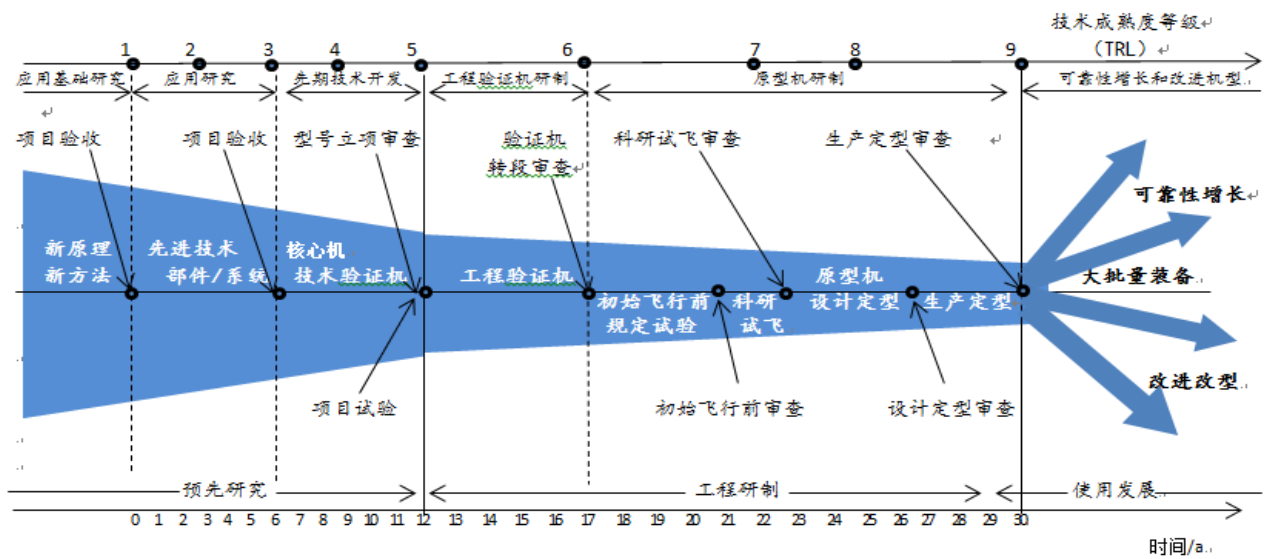 技术成熟度等级
（TRL）
1 2 3 4 5 6 7 8 9
应用基础研究 应用研究 先期技术开发 工程验证机研制 原型机研制 可靠性增长和改进机型
项目验收 项目验收 型号立项审查 验证机 科研试飞审查 生产定型审查
转段审查
可靠性增长
新原理 先进技术 核心机 原型机
新方法 部件/系统 技术验证机 工程验证机 大批量装备
初始飞行前 科研 设计定型 生产定型
规定试验 试飞
改进改型
项目试验 初始飞行前审查 设计定型审查
预先研究 工程研制 使用发展
0 1 2 3 4 5 6 7 8 9 10 11 12 13 14 15 16 17 18 19 20 21 22 23 24 25 26 27 28 29 30
时间/a